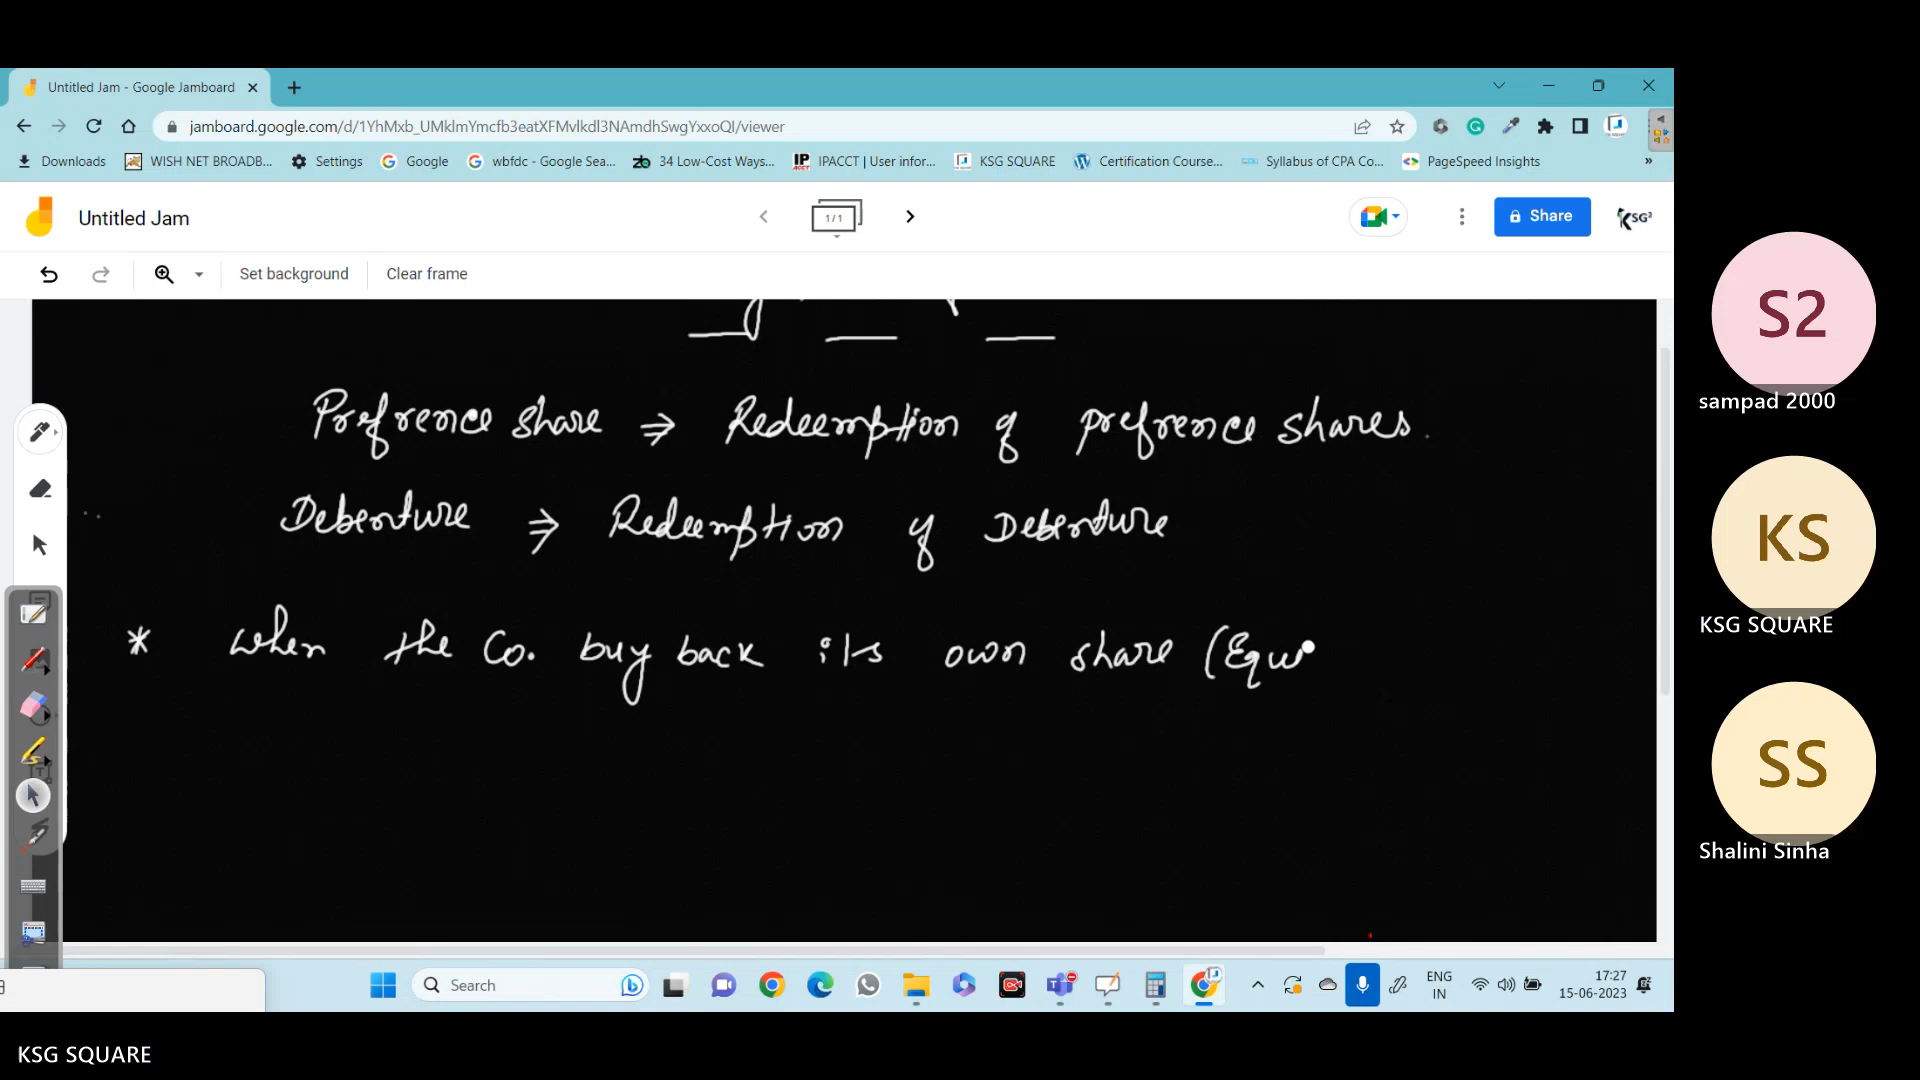 Untitled Jam - Google Jamboard
jamboard.google.com/d/1YhMxb_UMklmYmcfb3eatXFMvlkdl3NAmdhSwgYxxoQI/viewer
Downloads WISH NET BROADB... Settings Google wbfdc - Google Sea... 34 Low-Cost Ways... IPACCT | User infor... KSG SQUARE Certification Course... Syllabus of CPA Co... PageSpeed Insights »
Untitled Jam 1 / 1 Share KSG²
Set background Clear frame
Prefrence share ⇒ Redeemption of prefrence shares.
Debenture ⇒ Redeemption of Debenture
* when the Co. buy back its own share (Equi
S2
sampad 2000
KS
KSG SQUARE
SS
Shalini Sinha
Search
ENG
IN
17:27
15-06-2023
KSG SQUARE